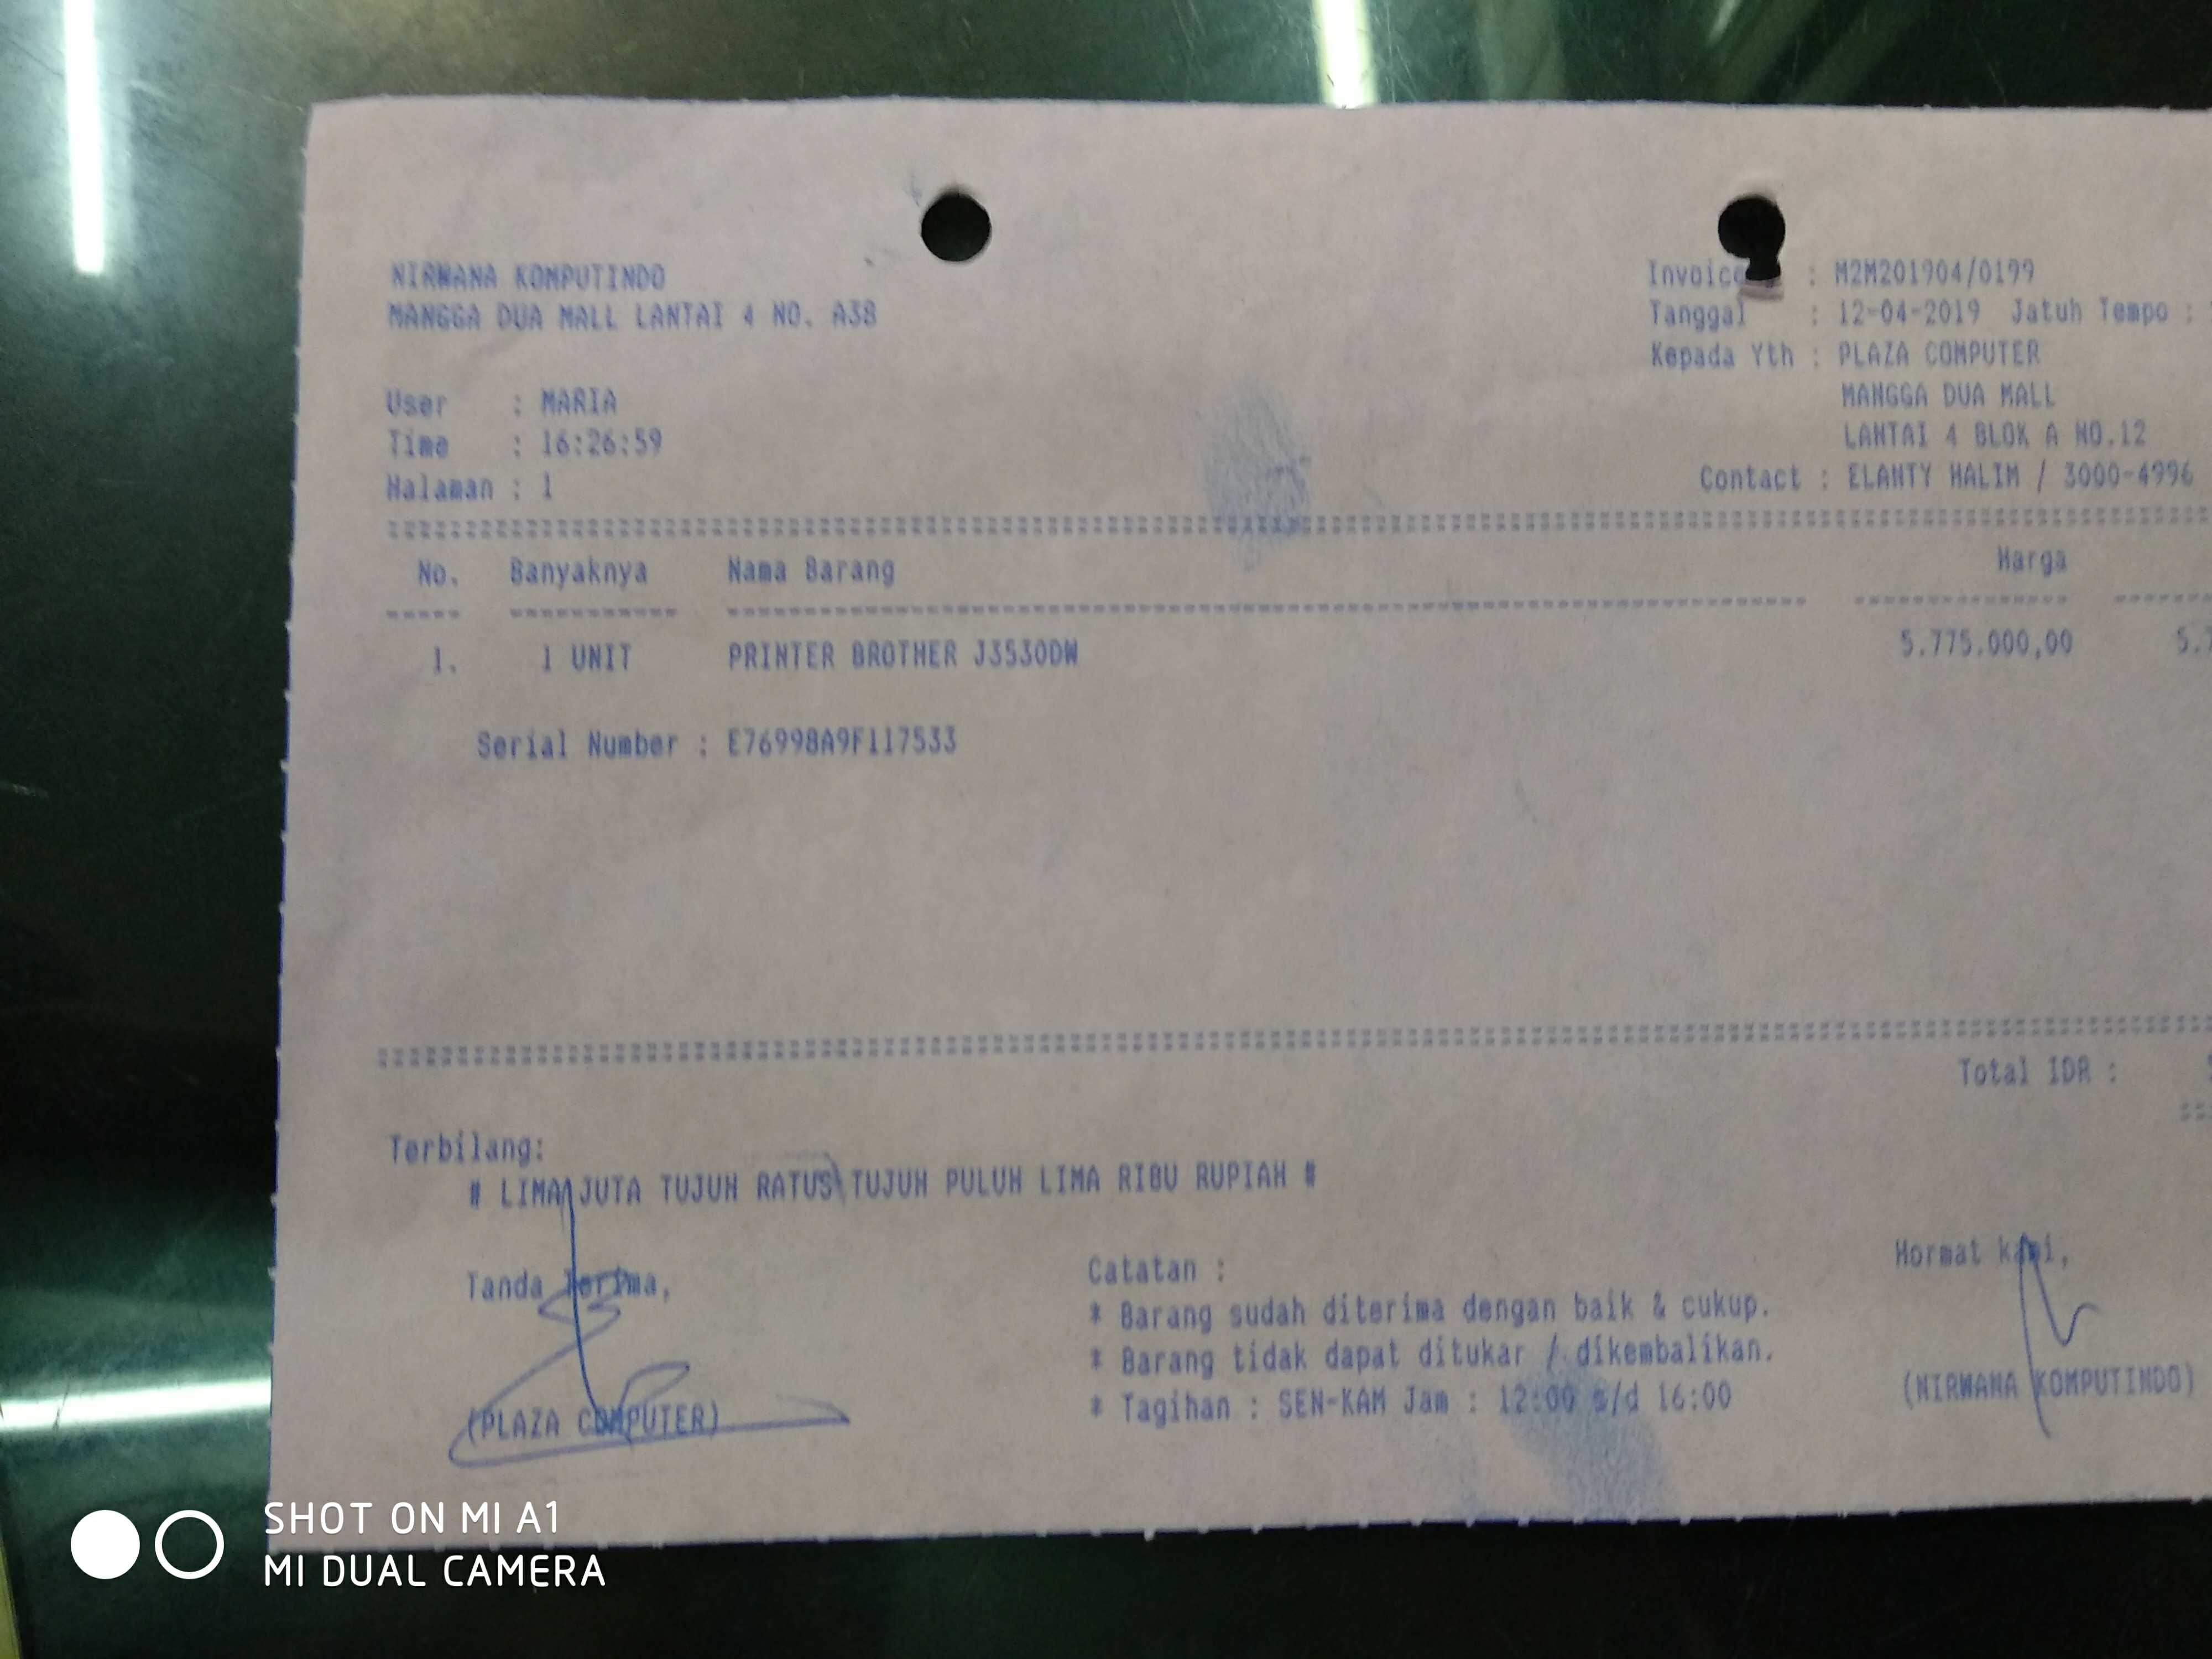 NIRWANA KOMPUTINDO
MANGGA DUA MALL LANTAI 4 NO. A38
Invoice : M2M201904/0199
Tanggal : 12-04-2019 Jatuh Tempo :
Kepada Yth : PLAZA COMPUTER
MANGGA DUA MALL
LANTAI 4 BLOK A NO.12
Contact : ELANTY HALIM / 3000-4996
User : MARIA
Time : 16:26:59
Halaman : 1
No. Banyaknya Nama Barang Harga
1. 1 UNIT PRINTER BROTHER J3530DW 5.775.000,00 5.7
Serial Number : E76998A9F117533
Total IDR :
Terbilang:
# LIMA JUTA TUJUH RATUS TUJUH PULUH LIMA RIBU RUPIAH #
Tanda Terima,
(PLAZA COMPUTER)
Catatan :
* Barang sudah diterima dengan baik & cukup.
* Barang tidak dapat ditukar / dikembalikan.
* Tagihan : SEN-KAM Jam : 12:00 s/d 16:00
Hormat kami,
(NIRWANA KOMPUTINDO)
SHOT ON MI A1
MI DUAL CAMERA